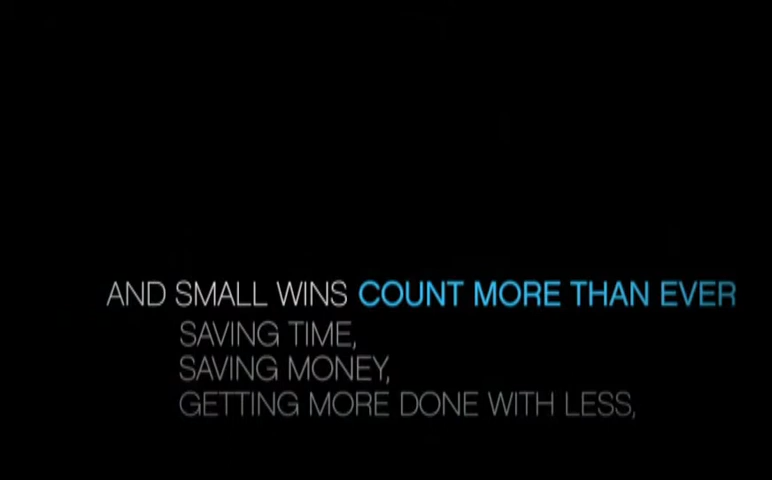 AND SMALL WINS COUNT MORE THAN EVER
SAVING TIME,
SAVING MONEY,
GETTING MORE DONE WITH LESS,